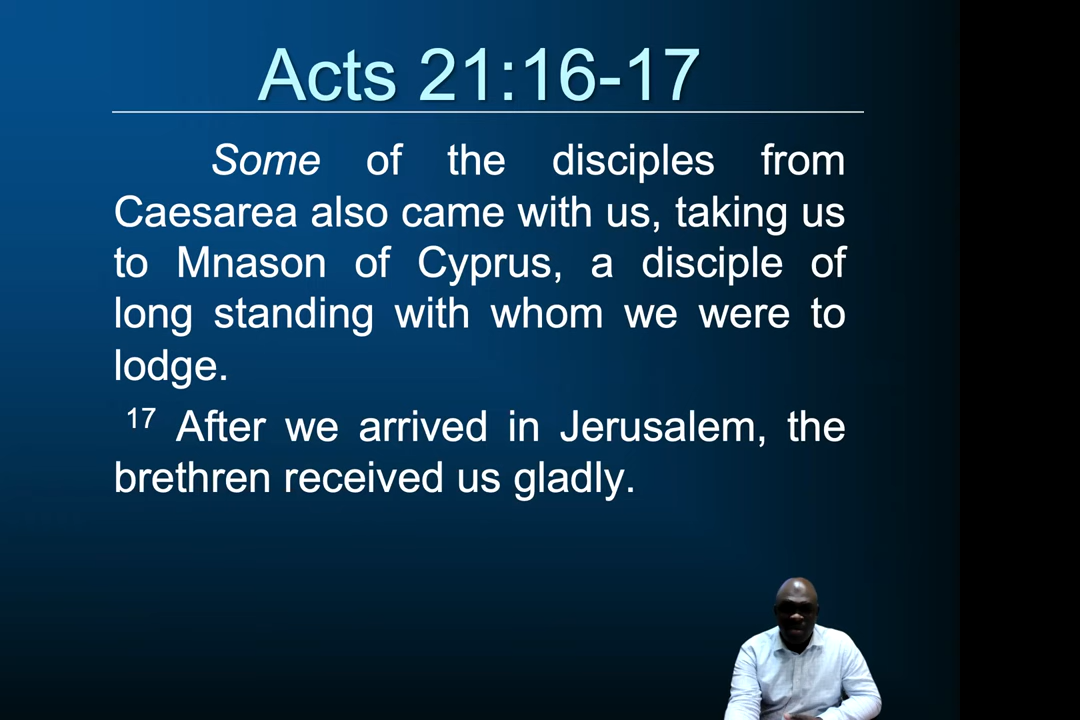 Acts 21:16-17
Some of the disciples from
Caesarea also came with us, taking us
to Mnason of Cyprus, a disciple of
long standing with whom we were to
lodge.
17 After we arrived in Jerusalem, the
brethren received us gladly.